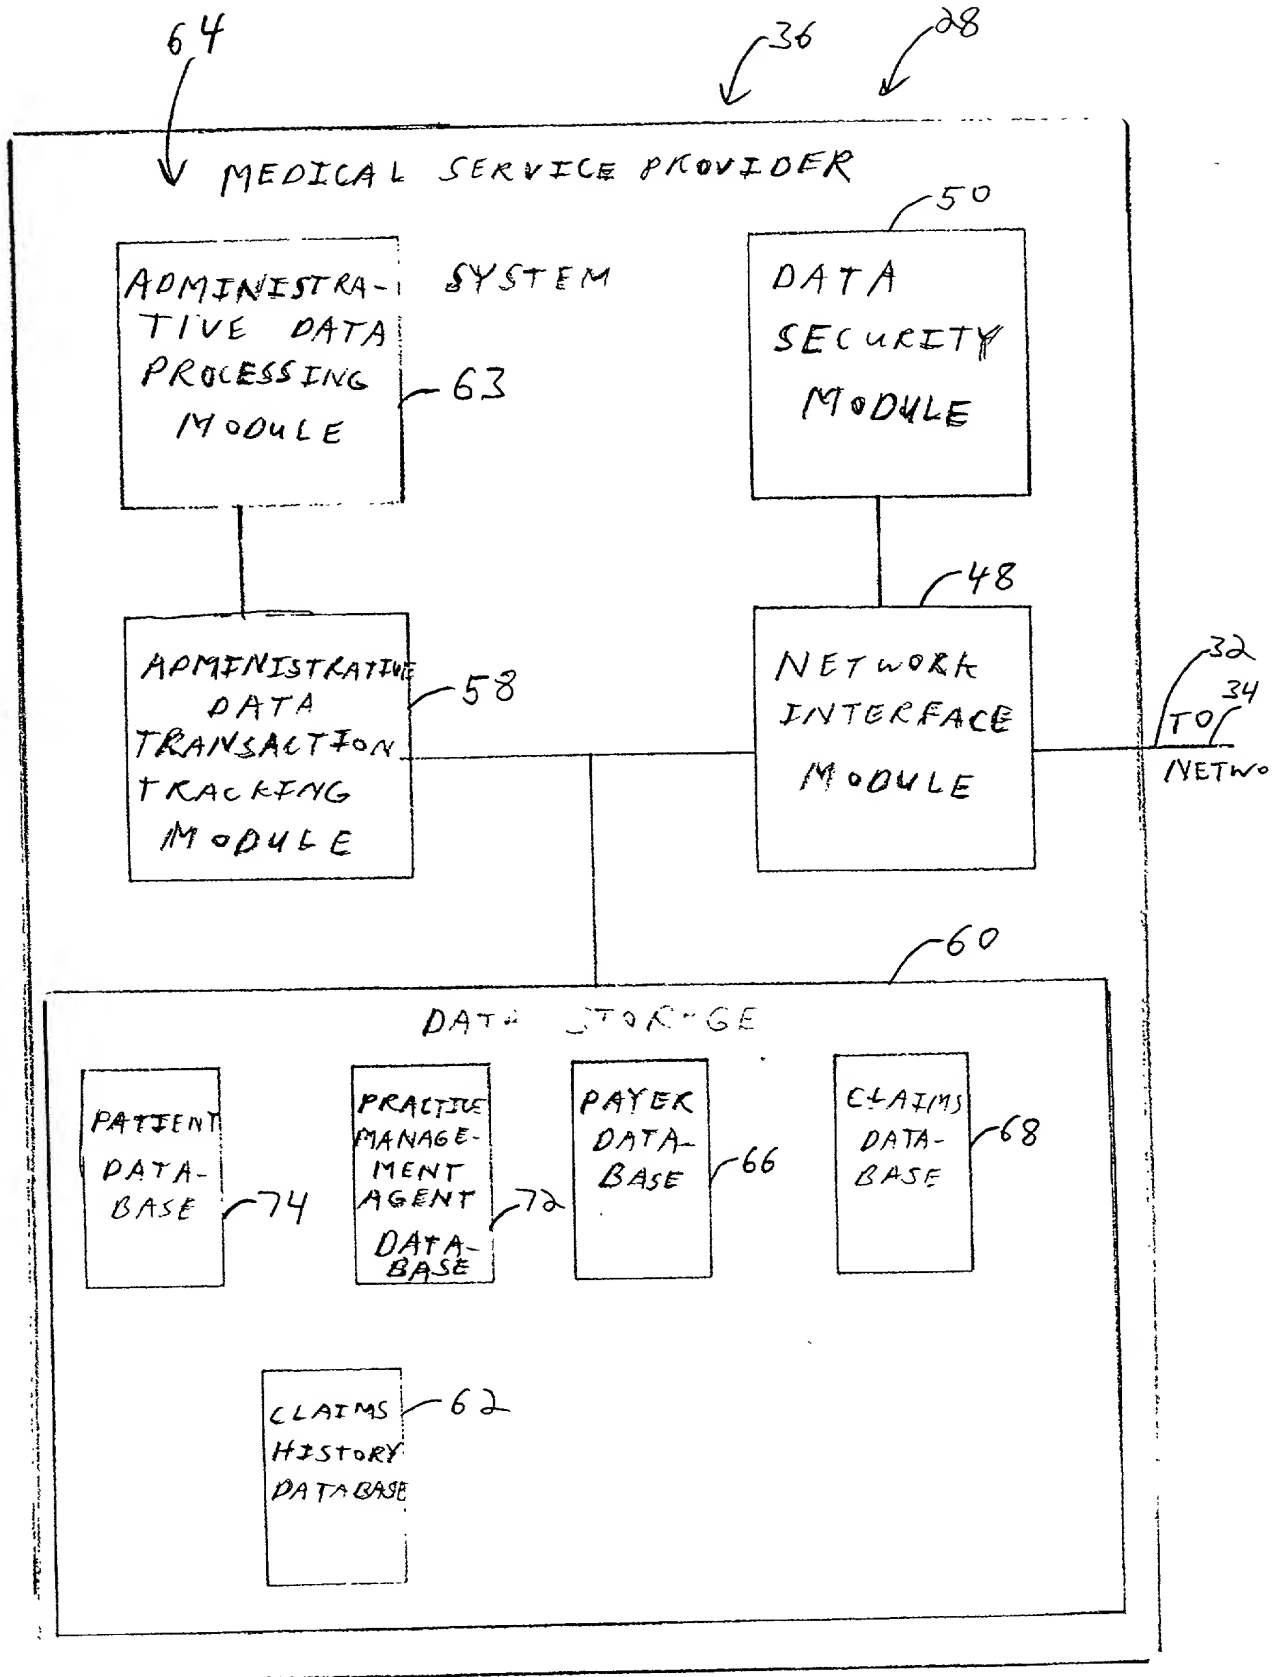 64
36
28
MEDICAL SERVICE PROVIDER
SYSTEM
ADMINISTRA-
TIVE DATA
PROCESSING
MODULE
63
50
DATA
SECURITY
MODULE
ADMINISTRATIVE
DATA
TRANSACTION
TRACKING
MODULE
58
48
NETWORK
INTERFACE
MODULE
32
34
TO
NETWO
60
DATA STORAGE
PATIENT
DATA-
BASE
74
PRACTICE
MANAGE-
MENT
AGENT
DATA-
BASE
72
PAYER
DATA-
BASE
66
CLAIMS
DATA-
BASE
68
CLAIMS
HISTORY
DATABASE
62